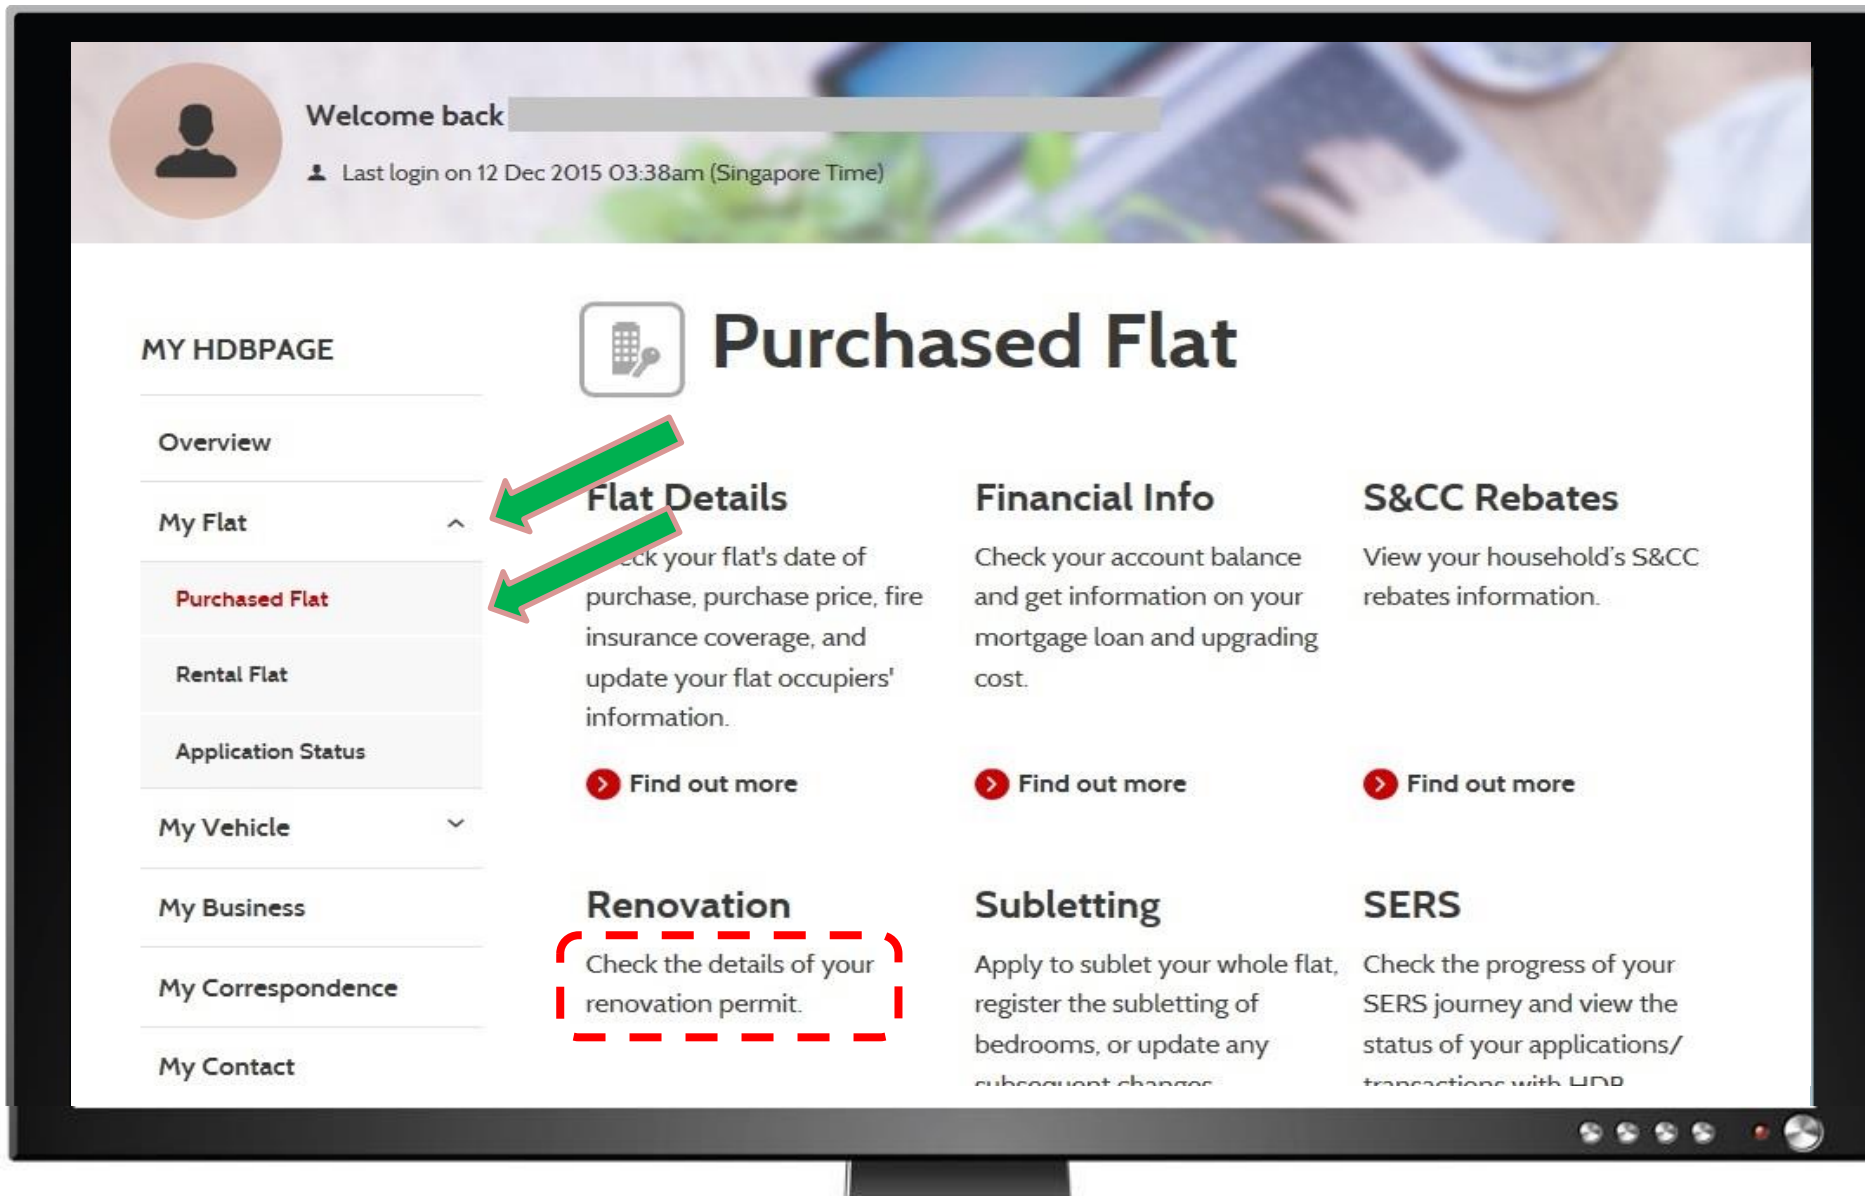 Welcome back
Last login on 12 Dec 2015 03:38am (Singapore Time)
MY HDBPAGE
Overview
My Flat
Purchased Flat
Rental Flat
Application Status
My Vehicle
My Business
My Correspondence
My Contact
Purchased Flat
Flat Details
your flat's date of
purchase, purchase price, fire
insurance coverage, and
update your flat occupiers'
information.
Find out more
Financial Info
Check your account balance
and get information on your
mortgage loan and upgrading
cost.
Find out more
S&CC Rebates
View your household's S&CC
rebates information.
Find out more
Renovation
Check the details of your
renovation permit.
Subletting
Apply to sublet your whole flat,
register the subletting of
bedrooms, or update any
subsequent changes
SERS
Check the progress of your
SERS journey and view the
status of your applications/
transactions with HDB